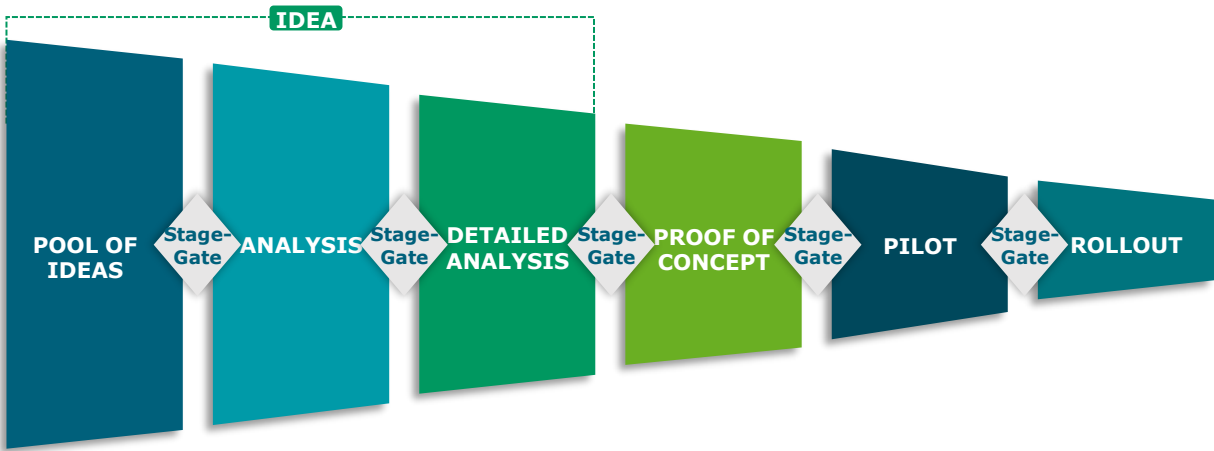 IDEA
POOL OF
IDEAS
Stage-
Gate
ANALYSIS
Stage-
Gate
DETAILED
ANALYSIS
Stage-
Gate
PROOF OF
CONCEPT
Stage-
Gate
PILOT
Stage-
Gate
ROLLOUT